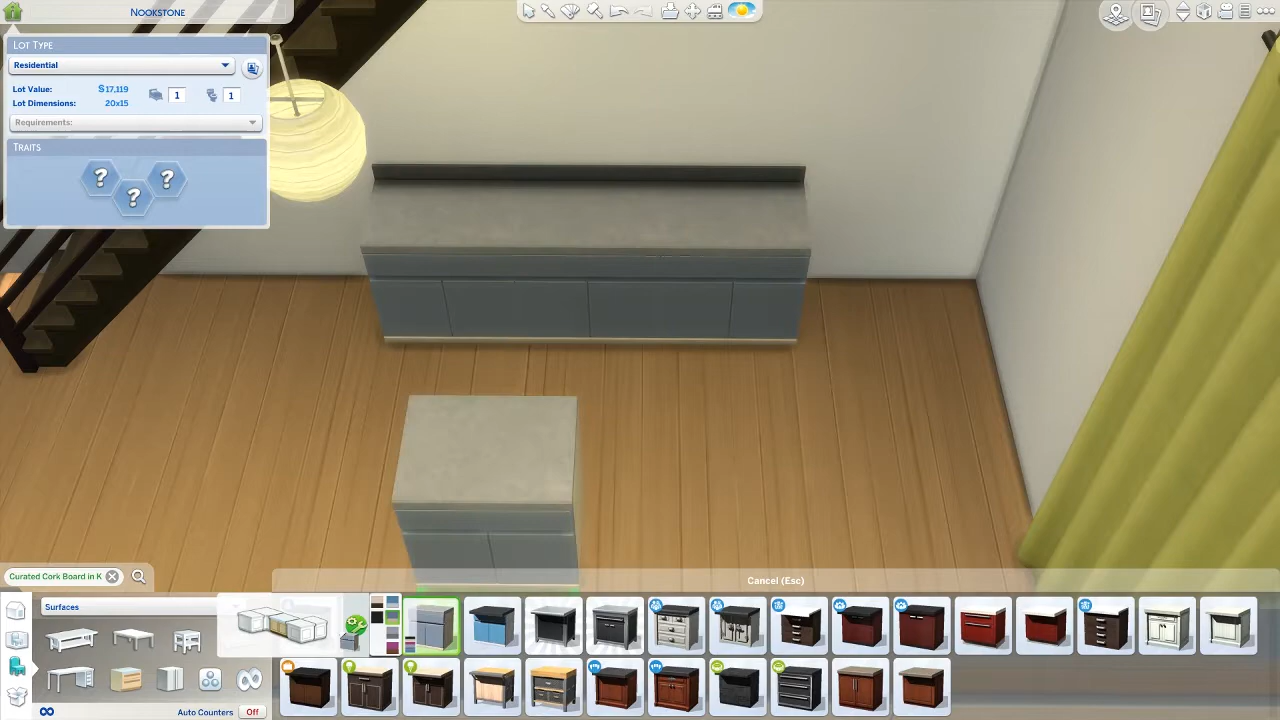 NOOKSTONE
LOT TYPE
Residential
Lot Value: §17,119 1 1
Lot Dimensions: 20x15
Requirements:
TRAITS
? ? ?
Curated Cork Board in K
Cancel (Esc)
Surfaces
Auto Counters Off